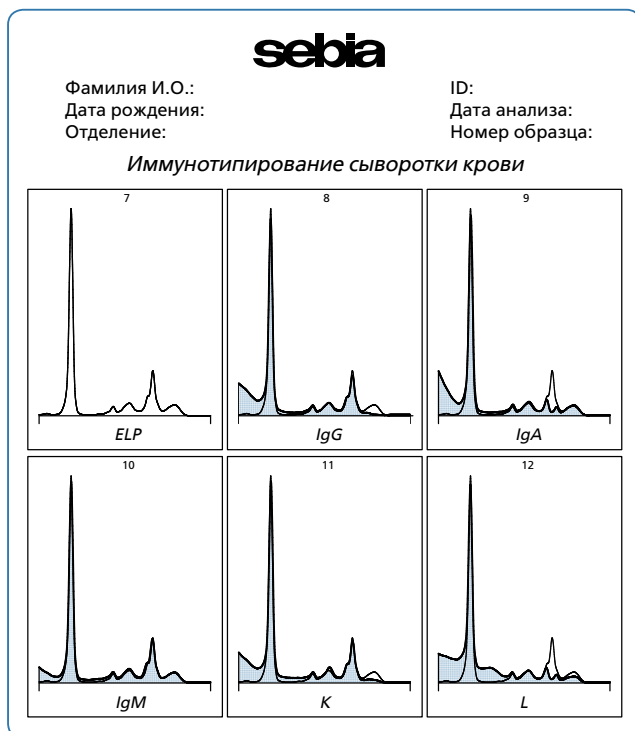 sebia
Фамилия И.О.: ID:
Дата рождения: Дата анализа:
Отделение: Номер образца:
Иммунотипирование сыворотки крови
7 8 9
ELP IgG IgA
10 11 12
IgM K L